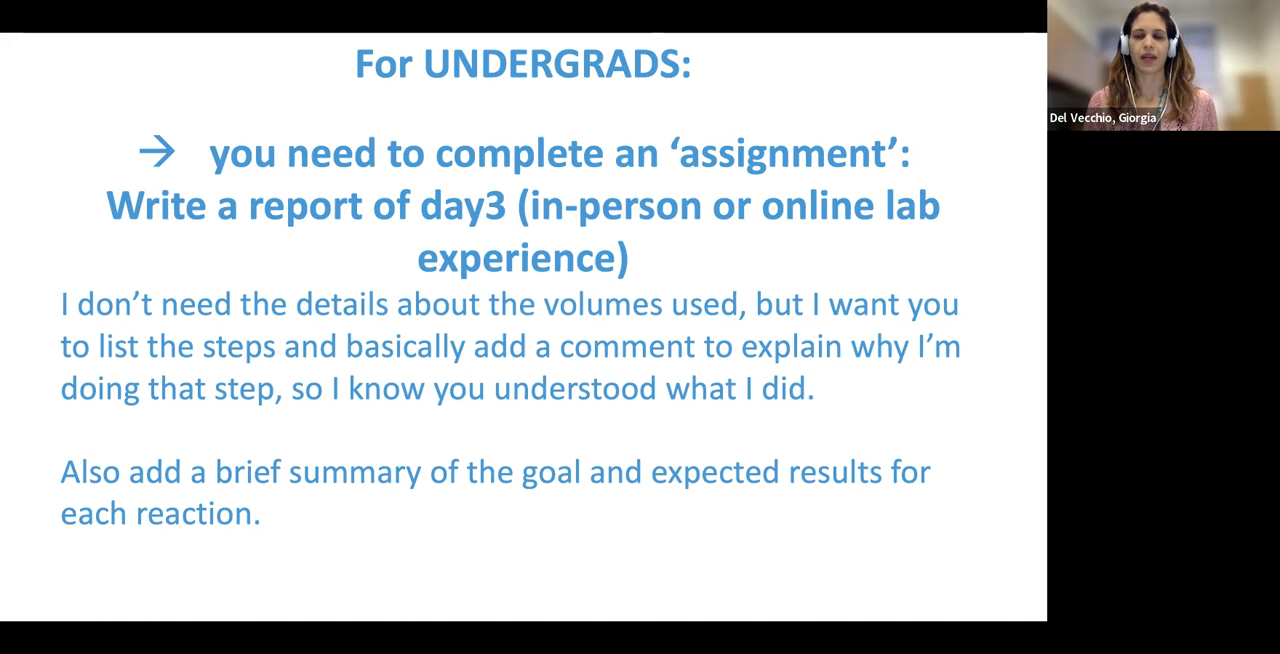 For UNDERGRADS:
→ you need to complete an ‘assignment’:
Write a report of day3 (in-person or online lab
experience)
I don’t need the details about the volumes used, but I want you
to list the steps and basically add a comment to explain why I’m
doing that step, so I know you understood what I did.
Also add a brief summary of the goal and expected results for
each reaction.
Del Vecchio, Giorgia